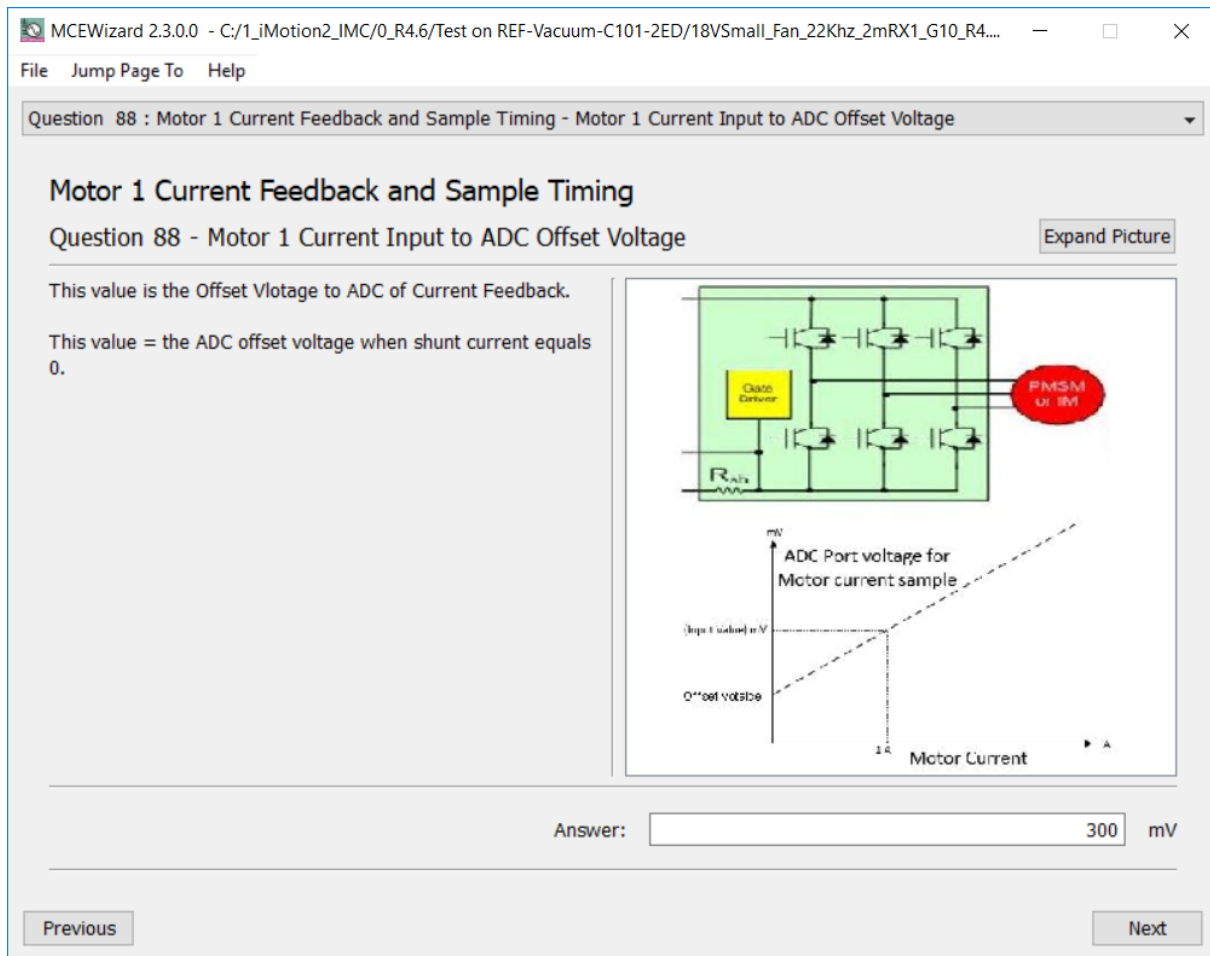 MCEWizard 2.3.0.0 - C:/1_iMotion2_IMC/0_R4.6/Test on REF-Vacuum-C101-2ED/18VSmall_Fan_22Khz_2mRX1_G10_R4....
File Jump Page To Help
Question 88 : Motor 1 Current Feedback and Sample Timing - Motor 1 Current Input to ADC Offset Voltage
Motor 1 Current Feedback and Sample Timing
Question 88 - Motor 1 Current Input to ADC Offset Voltage
Expand Picture
This value is the Offset Vlotage to ADC of Current Feedback.
This value = the ADC offset voltage when shunt current equals
0.
Gate
Driver
PMSM
or IM
mV
ADC Port voltage for
Motor current sample
(Input Value) mV
1 A
A
Motor Current
Answer:
300
mV
Previous
Next